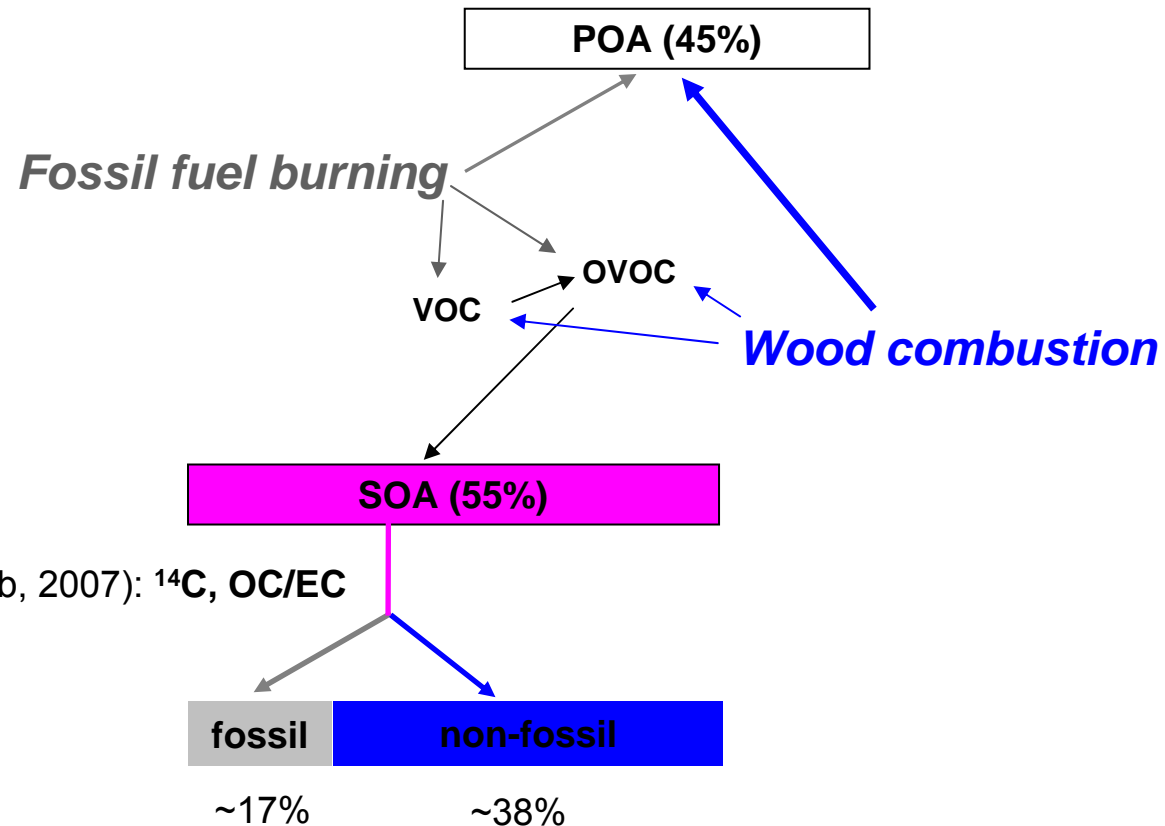 POA (45%)
Fossil fuel burning
OVOC
VOC
Wood combustion
SOA (55%)
b, 2007): ¹⁴C, OC/EC
fossil
non-fossil
~17%
~38%